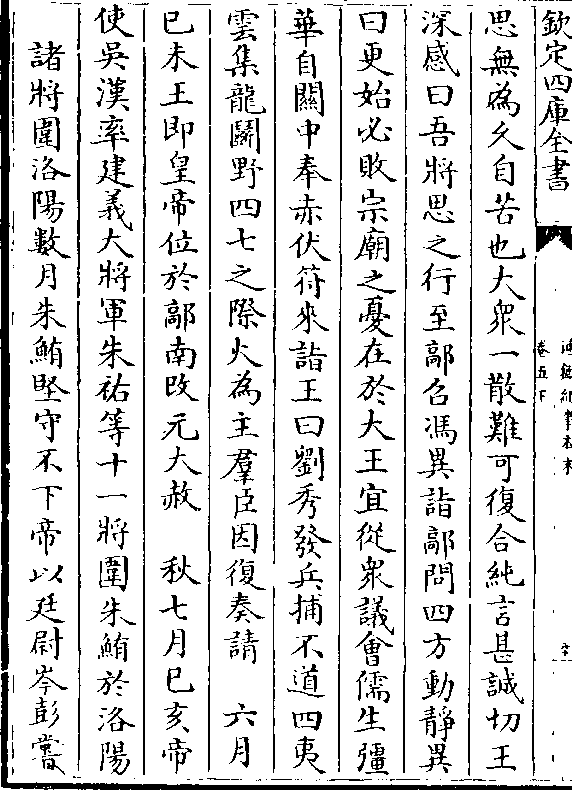 欽定四庫全書
通鑑紀事本末
卷五下
思無為久自苦也大衆一散難可復合純言甚誠切王
深感曰吾將思之行至鄗召馮異詣鄗問四方動靜異
曰更始必敗宗廟之憂在於大王宜從衆議會儒生彊
華自關中奉赤伏符來詣王曰劉秀發兵捕不道四夷
雲集龍鬬野四七之際火為主羣臣因復奏請　六月
已未王即皇帝位於鄗南改元大赦　秋七月已亥帝
使吳漢率建義大將軍朱祐等十一將圍朱鮪於洛陽
諸將圍洛陽數月朱鮪堅守不下帝以廷尉岑彭嘗